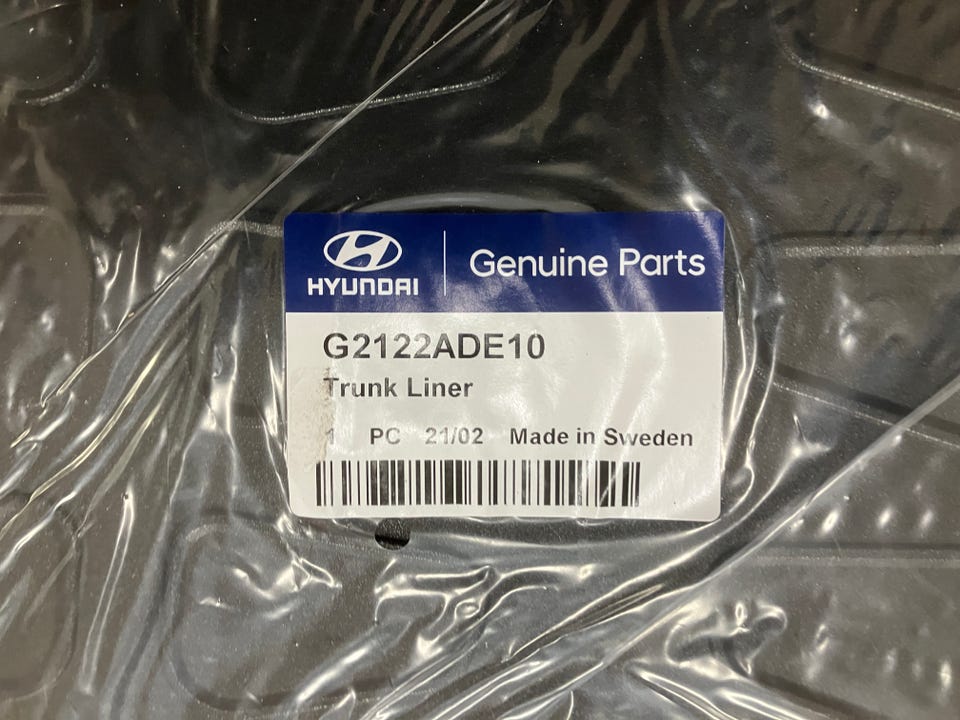 HYUNDAI
Genuine Parts
G2122ADE10
Trunk Liner
1 PC 21/02 Made in Sweden